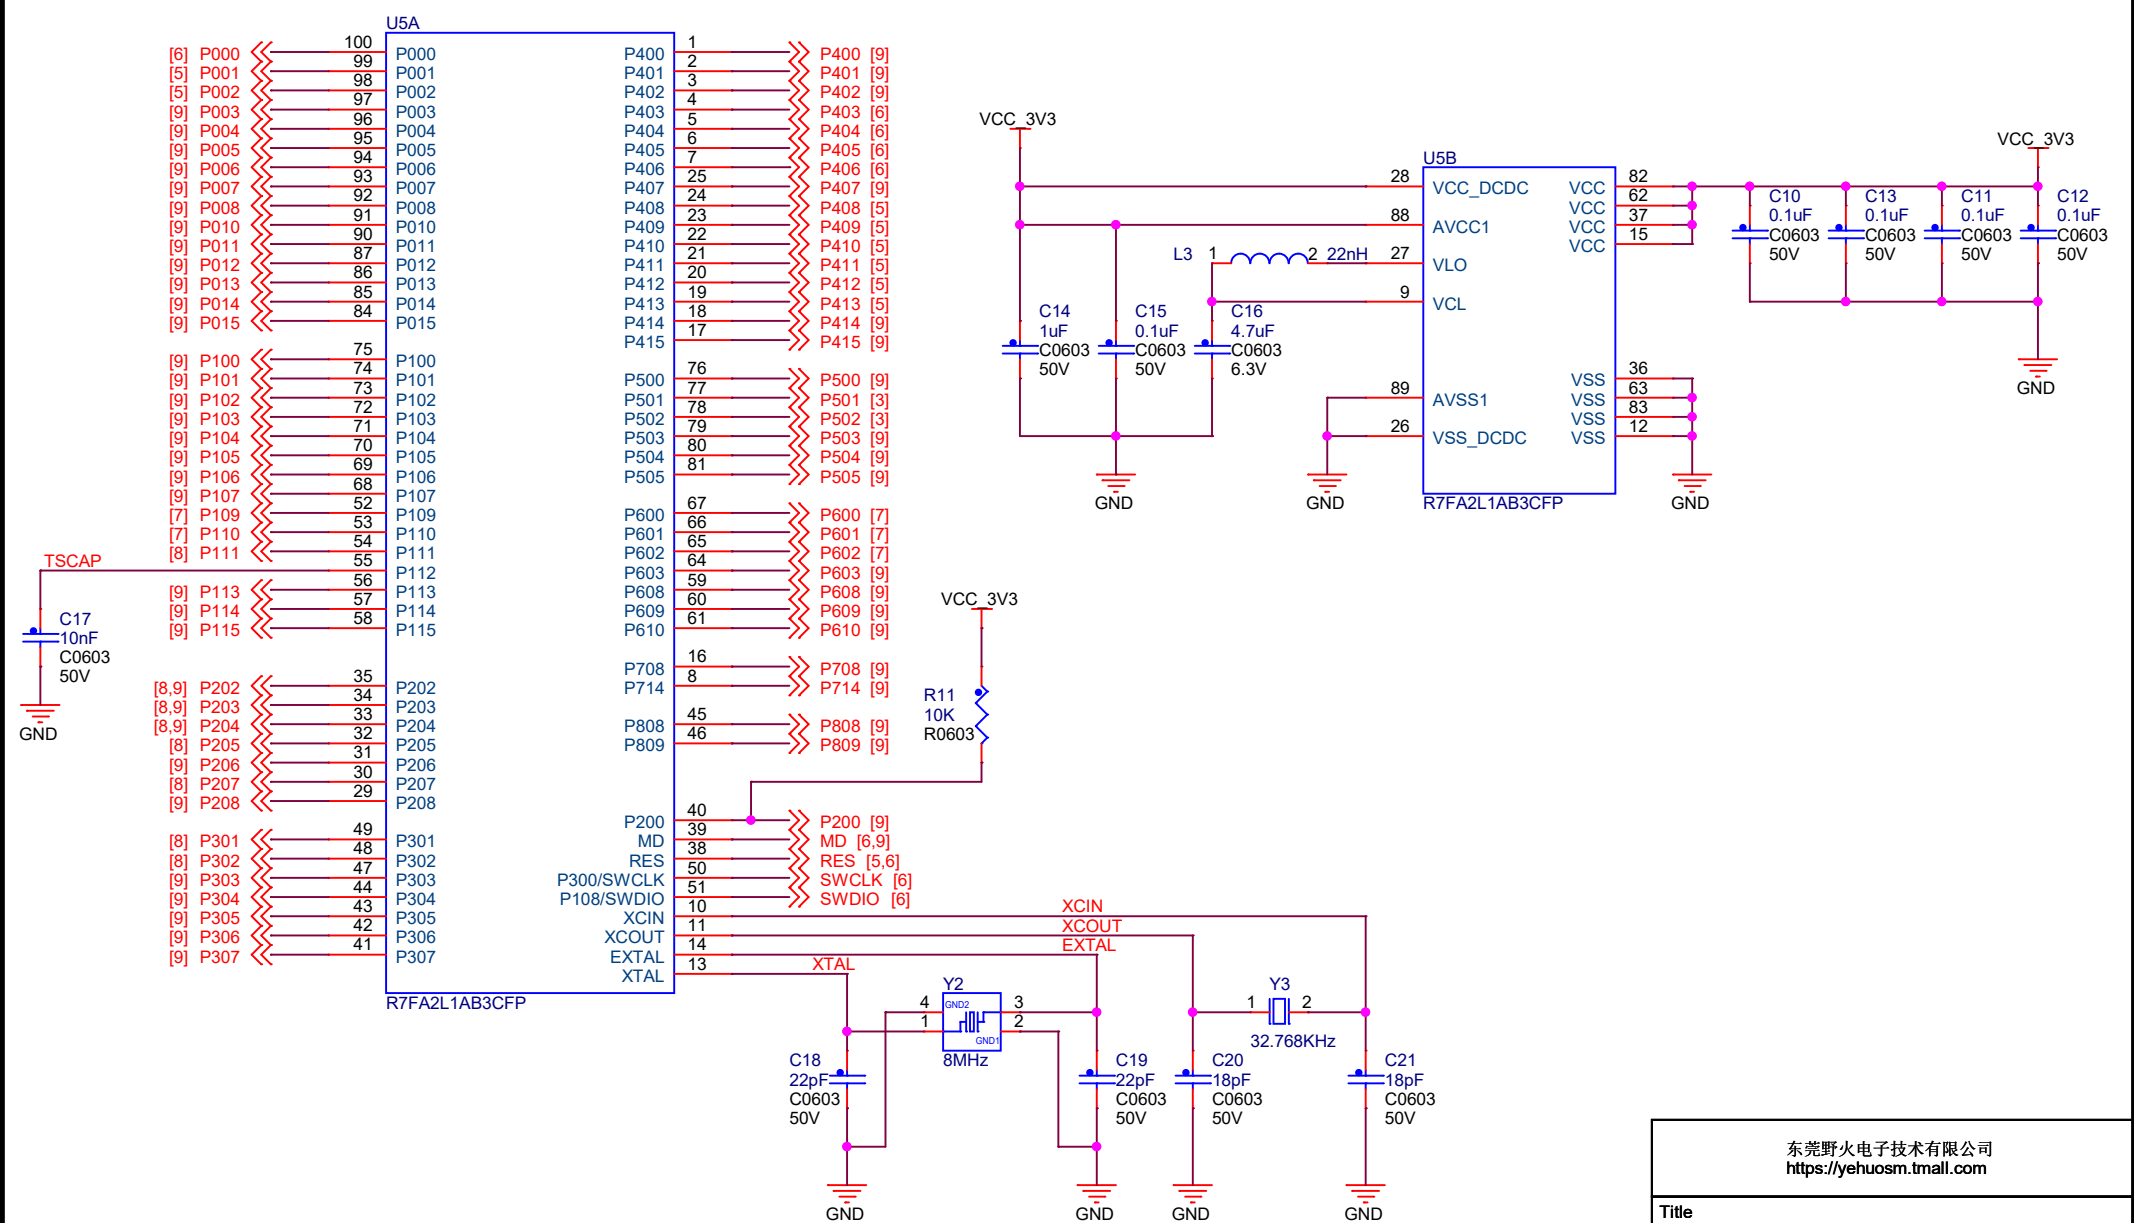 U5A
[6] P000 100 P000
[5] P001 99 P001
[5] P002 98 P002
[9] P003 97 P003
[9] P004 96 P004
[9] P005 95 P005
[9] P006 94 P006
[9] P007 93 P007
[9] P008 92 P008
[9] P010 91 P010
[9] P011 90 P011
[9] P012 87 P012
[9] P013 86 P013
[9] P014 85 P014
[9] P015 84 P015
[9] P100 75 P100
[9] P101 74 P101
[9] P102 73 P102
[9] P103 72 P103
[9] P104 71 P104
[9] P105 70 P105
[9] P106 69 P106
[9] P107 68 P107
[7] P109 52 P109
[7] P110 53 P110
[8] P111 54 P111
TSCAP 55 P112
[9] P113 56 P113
[9] P114 57 P114
[9] P115 58 P115
C17
10nF
C0603
50V
GND
[8,9] P202 35 P202
[8,9] P203 34 P203
[8,9] P204 33 P204
[8] P205 32 P205
[9] P206 31 P206
[8] P207 30 P207
[9] P208 29 P208
[8] P301 49 P301
[8] P302 48 P302
[9] P303 47 P303
[9] P304 44 P304
[9] P305 43 P305
[9] P306 42 P306
[9] P307 41 P307
P400 1 P400 [9]
P401 2 P401 [9]
P402 3 P402 [9]
P403 4 P403 [6]
P404 5 P404 [6]
P405 6 P405 [6]
P406 7 P406 [6]
P407 25 P407 [9]
P408 24 P408 [5]
P409 23 P409 [5]
P410 22 P410 [5]
P411 21 P411 [5]
P412 20 P412 [5]
P413 19 P413 [5]
P414 18 P414 [9]
P415 17 P415 [9]
P500 76 P500 [9]
P501 77 P501 [3]
P502 78 P502 [3]
P503 79 P503 [9]
P504 80 P504 [9]
P505 81 P505 [9]
P600 67 P600 [7]
P601 66 P601 [7]
P602 65 P602 [7]
P603 64 P603 [9]
P608 59 P608 [9]
P609 60 P609 [9]
P610 61 P610 [9]
P708 16 P708 [9]
P714 8 P714 [9]
P808 45 P808 [9]
P809 46 P809 [9]
P200 40 P200 [9]
MD 39 MD [6,9]
RES 38 RES [5,6]
P300/SWCLK 50 SWCLK [6]
P108/SWDIO 51 SWDIO [6]
XCIN 10 XCIN
XCOUT 11 XCOUT
EXTAL 14 EXTAL
XTAL 13 XTAL
R7FA2L1AB3CFP
VCC_3V3
R11
10K
R0603
Y2
4 GND2 3
1 2
GND1
8MHz
C18
22pF
C0603
50V
GND
C19
22pF
C0603
50V
GND
Y3
1 2
32.768KHz
C20
18pF
C0603
50V
GND
C21
18pF
C0603
50V
GND
VCC_3V3
C14
1uF
C0603
50V
C15
0.1uF
C0603
50V
L3 1 2 22nH
C16
4.7uF
C0603
6.3V
GND
U5B
28 VCC_DCDC
88 AVCC1
27 VLO
9 VCL
89 AVSS1
26 VSS_DCDC
GND
VCC 82
VCC 62
VCC 37
VCC 15
VSS 36
VSS 63
VSS 83
VSS 12
GND
R7FA2L1AB3CFP
VCC_3V3
C10
0.1uF
C0603
50V
C13
0.1uF
C0603
50V
C11
0.1uF
C0603
50V
C12
0.1uF
C0603
50V
GND
东莞野火电子技术有限公司
https://yehuosm.tmall.com
Title